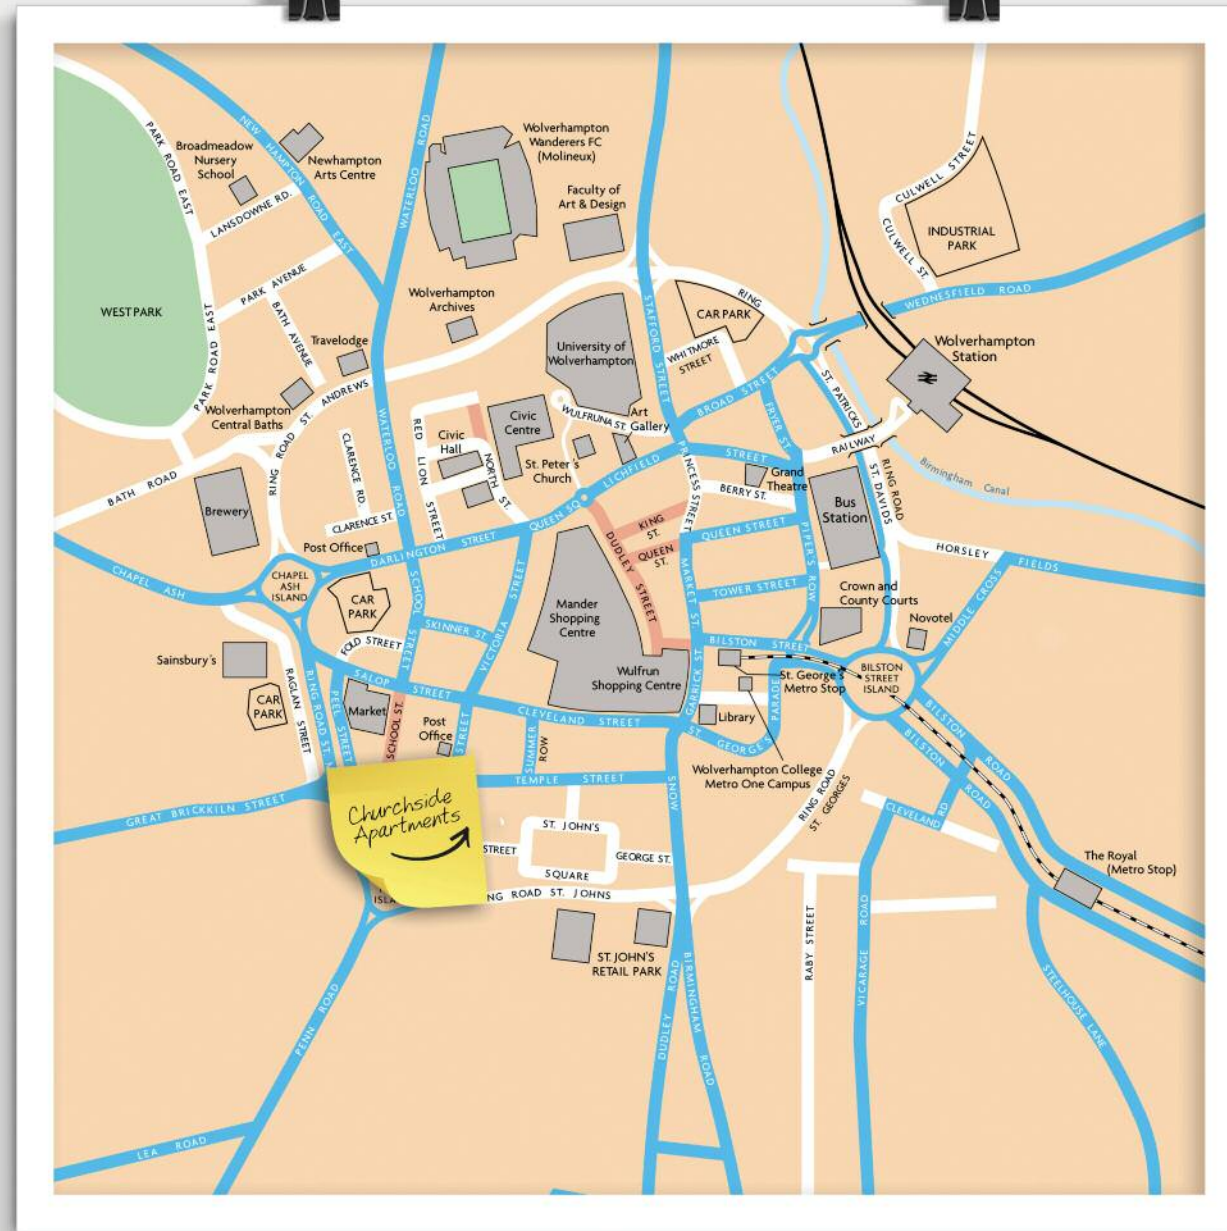 NEW HAMPTON ROAD EAST
WATERLOO ROAD
PARK ROAD EAST
Broadmeadow
Nursery
School
Newhampton
Arts Centre
LANSDOWNE RD.
Wolverhampton
Wanderers FC
(Molineux)
Faculty of
Art & Design
CULWELL STREET
CULWELL ST.
INDUSTRIAL
PARK
WEDNESFIELD ROAD
WEST PARK
PARK AVENUE
BATH AVENUE
PARK ROAD EAST
Travelodge
Wolverhampton
Archives
RING
CAR PARK
STAFFORD STREET
WHITMORE
STREET
University of
Wolverhampton
Wolverhampton
Station
Wolverhampton
Central Baths
RING ROAD ST. ANDREWS
BATH ROAD
Brewery
CLARENCE RD.
CLARENCE ST.
WATERLOO ROAD
RED LION STREET
Civic
Hall
NORTH ST.
Civic
Centre
WULFRUNA ST.
Art
Gallery
St. Peter's
Church
LICHFIELD
STREET
QUEEN SQ.
BROAD STREET
FRYER ST.
ST. PATRICKS
RAILWAY
RING ROAD
ST. DAVIDS
Birmingham Canal
PRINCESS STREET
Grand
Theatre
BERRY ST.
Bus
Station
KING
ST.
QUEEN
ST.
QUEEN STREET
DUDLEY STREET
MARKET ST.
TOWER STREET
PIPER'S ROW
HORSLEY
FIELDS
MIDDLE CROSS
Crown and
County Courts
Novotel
Post Office
DARLINGTON STREET
CHAPEL ASH
CHAPEL
ASH
ISLAND
CAR
PARK
FOLD STREET
SCHOOL STREET
SKINNER ST.
VICTORIA STREET
Mander
Shopping
Centre
Wulfrun
Shopping Centre
GARRICK ST.
BILSTON STREET
BILSTON
STREET
ISLAND
St. George's
Metro Stop
Library
PARADE
ST. GEORGE'S
Wolverhampton College
Metro One Campus
Sainsbury's
CAR
PARK
RAGLAN STREET
RING ROAD ST. M
PEEL STREET
SALOP STREET
Market
SCHOOL ST.
Post
Office
STREET
CLEVELAND STREET
SUMMER
ROW
TEMPLE STREET
GREAT BRICKKILN STREET
Churchside
Apartments
ISLA
STREET
ST. JOHN'S
SQUARE
GEORGE ST.
NG ROAD ST. JOHNS
SNOW
RING ROAD
ST. GEORGES
BILSTON ROAD
BILSTON ROAD
CLEVELAND RD
The Royal
(Metro Stop)
ST. JOHN'S
RETAIL PARK
PENN ROAD
LEA ROAD
DUDLEY ROAD
BIRMINGHAM ROAD
RABY STREET
VICARAGE ROAD
STEELHOUSE LANE